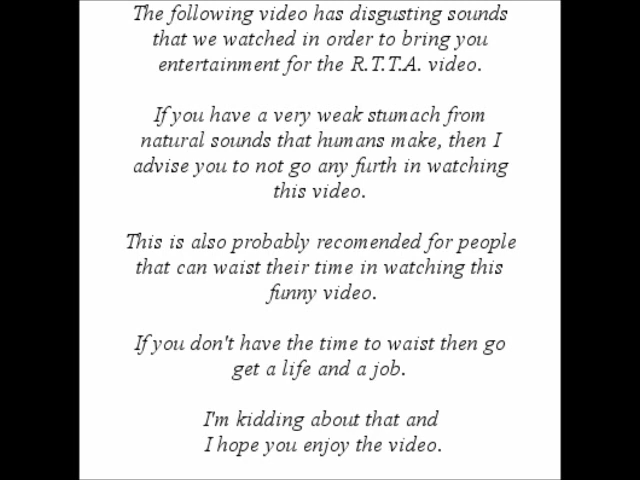 The following video has disgusting sounds
that we watched in order to bring you
entertainment for the R.T.T.A. video.
If you have a very weak stumach from
natural sounds that humans make, then I
advise you to not go any furth in watching
this video.
This is also probably recomended for people
that can waist their time in watching this
funny video.
If you don't have the time to waist then go
get a life and a job.
I'm kidding about that and
I hope you enjoy the video.